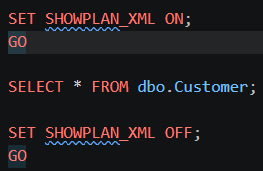 SET SHOWPLAN_XML ON;
GO
SELECT * FROM dbo.Customer;
SET SHOWPLAN_XML OFF;
GO